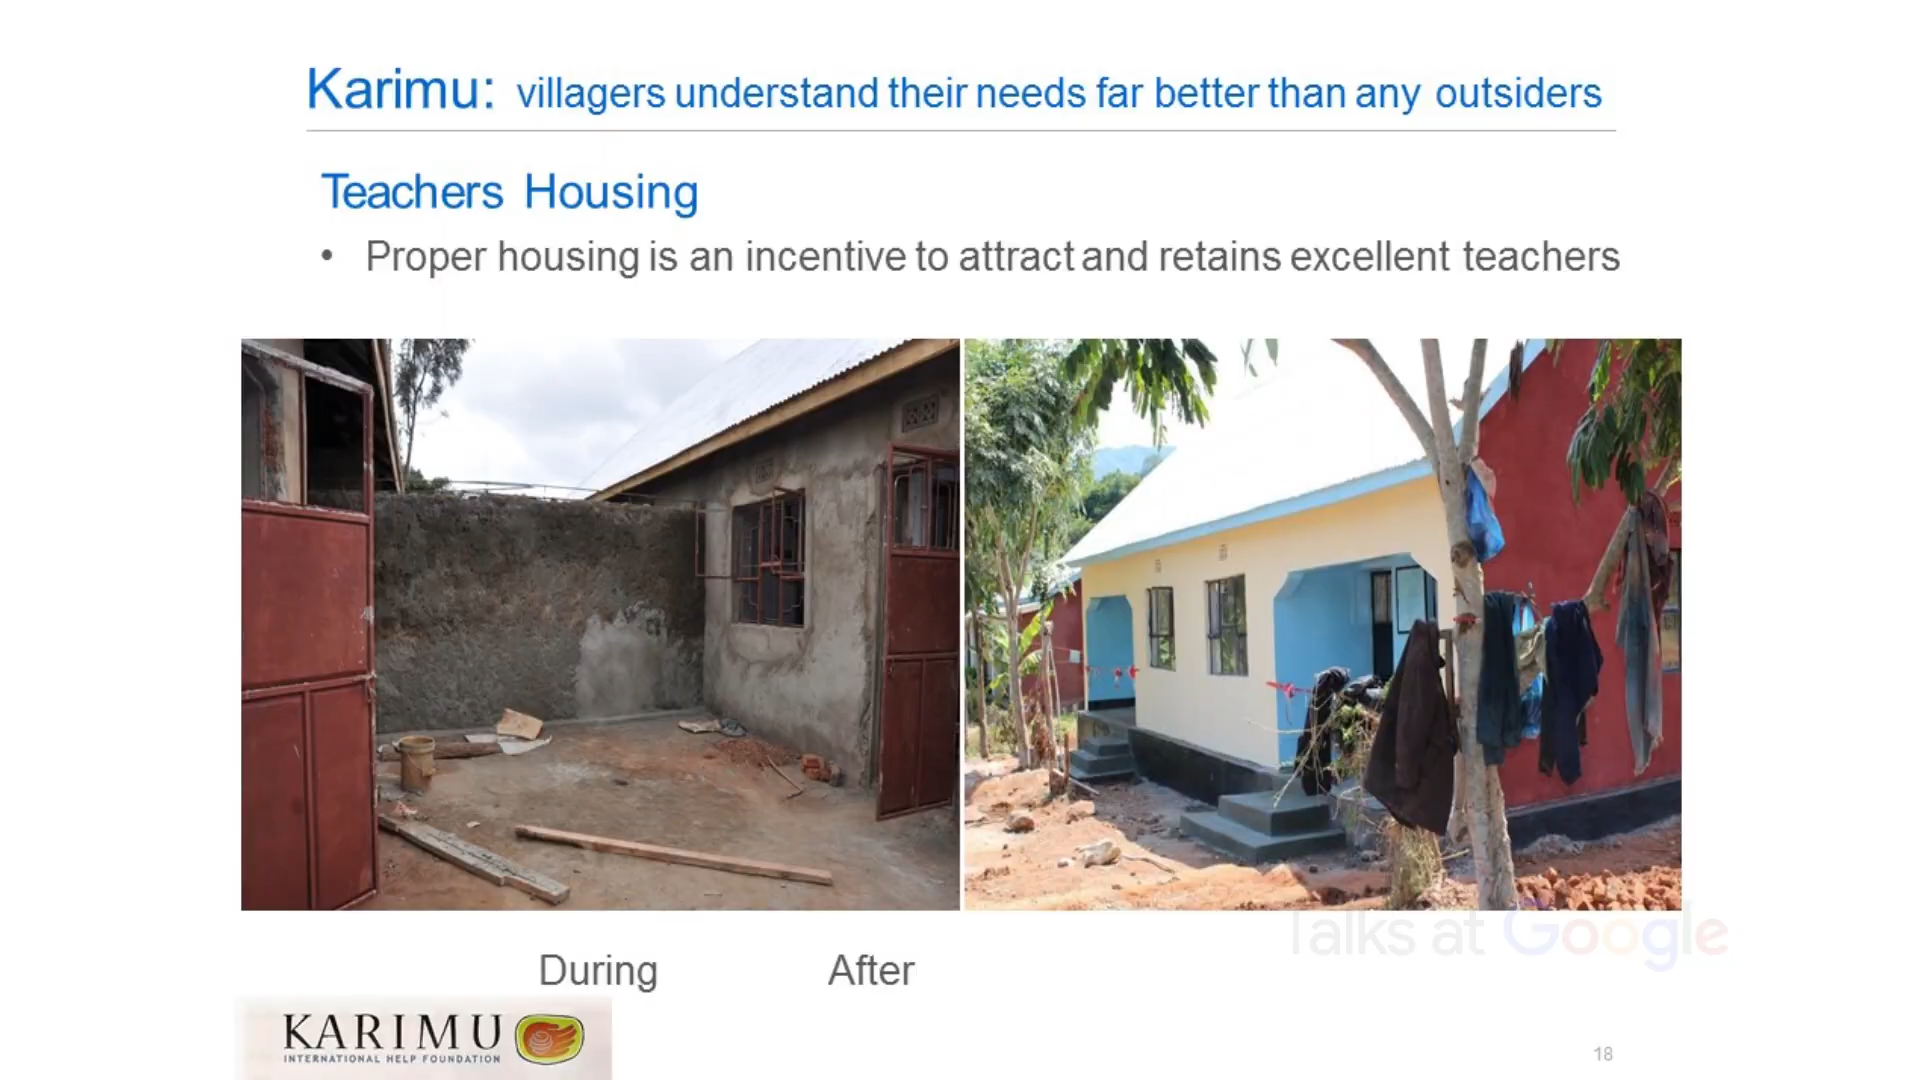 Karimu: villagers understand their needs far better than any outsiders
Teachers Housing
• Proper housing is an incentive to attract and retains excellent teachers
Talks at Google
During After
KARIMU
INTERNATIONAL HELP FOUNDATION
18